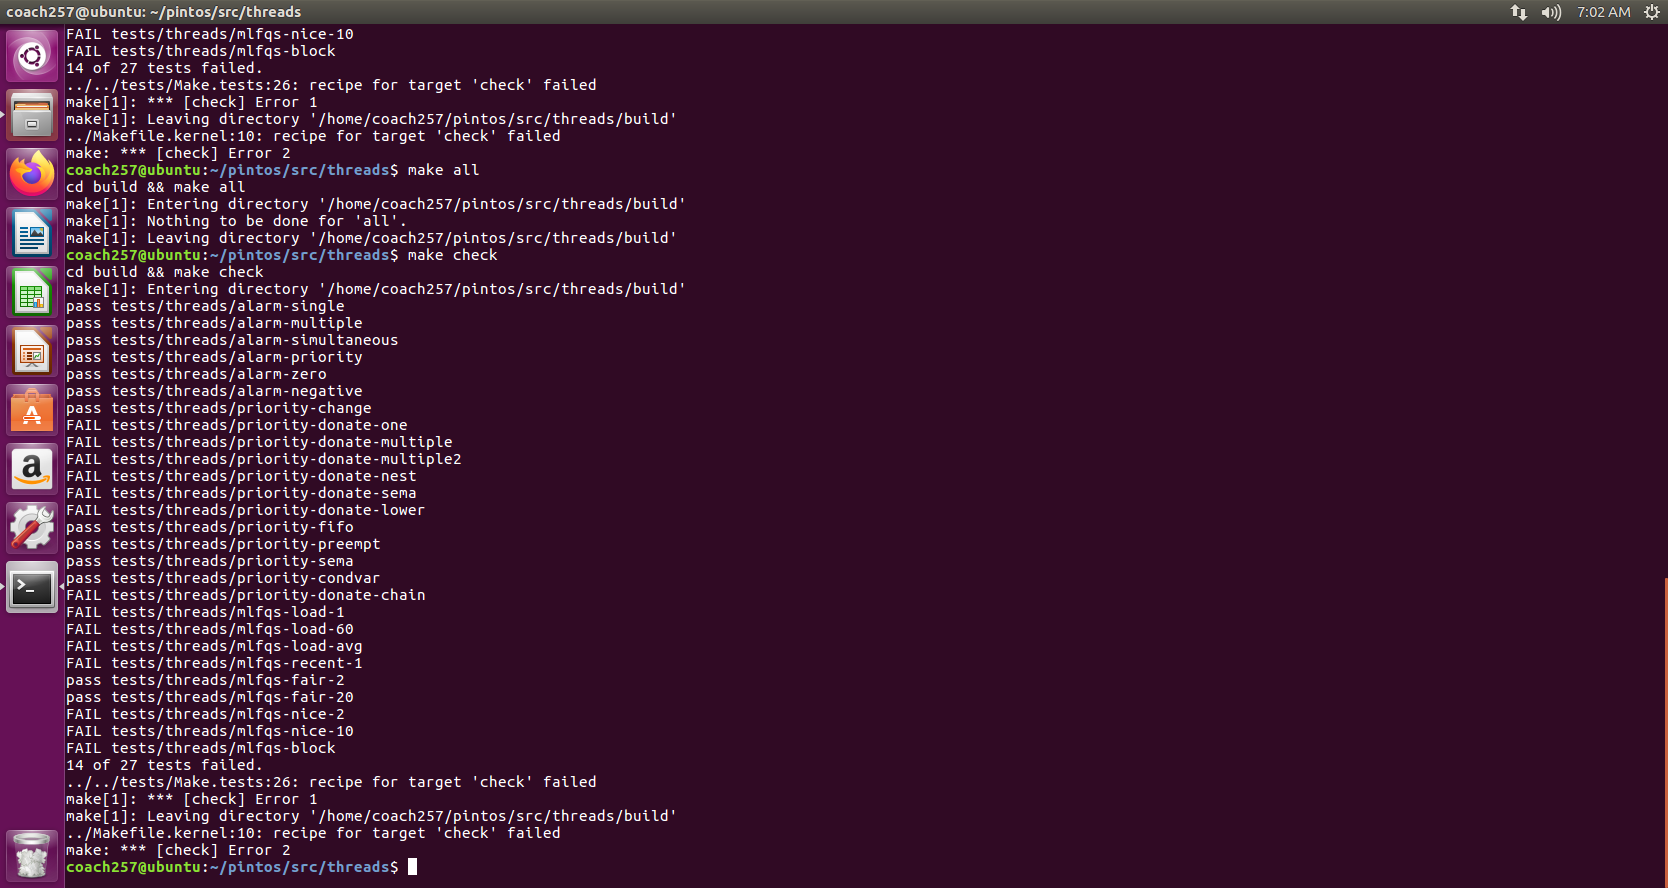 coach257@ubuntu: ~/pintos/src/threads
7:02 AM
FAIL tests/threads/mlfqs-nice-10
FAIL tests/threads/mlfqs-block
14 of 27 tests failed.
../../tests/Make.tests:26: recipe for target 'check' failed
make[1]: *** [check] Error 1
make[1]: Leaving directory '/home/coach257/pintos/src/threads/build'
../Makefile.kernel:10: recipe for target 'check' failed
make: *** [check] Error 2
coach257@ubuntu:~/pintos/src/threads$ make all
cd build && make all
make[1]: Entering directory '/home/coach257/pintos/src/threads/build'
make[1]: Nothing to be done for 'all'.
make[1]: Leaving directory '/home/coach257/pintos/src/threads/build'
coach257@ubuntu:~/pintos/src/threads$ make check
cd build && make check
make[1]: Entering directory '/home/coach257/pintos/src/threads/build'
pass tests/threads/alarm-single
pass tests/threads/alarm-multiple
pass tests/threads/alarm-simultaneous
pass tests/threads/alarm-priority
pass tests/threads/alarm-zero
pass tests/threads/alarm-negative
pass tests/threads/priority-change
FAIL tests/threads/priority-donate-one
FAIL tests/threads/priority-donate-multiple
FAIL tests/threads/priority-donate-multiple2
FAIL tests/threads/priority-donate-nest
FAIL tests/threads/priority-donate-sema
FAIL tests/threads/priority-donate-lower
pass tests/threads/priority-fifo
pass tests/threads/priority-preempt
pass tests/threads/priority-sema
pass tests/threads/priority-condvar
FAIL tests/threads/priority-donate-chain
FAIL tests/threads/mlfqs-load-1
FAIL tests/threads/mlfqs-load-60
FAIL tests/threads/mlfqs-load-avg
FAIL tests/threads/mlfqs-recent-1
pass tests/threads/mlfqs-fair-2
pass tests/threads/mlfqs-fair-20
FAIL tests/threads/mlfqs-nice-2
FAIL tests/threads/mlfqs-nice-10
FAIL tests/threads/mlfqs-block
14 of 27 tests failed.
../../tests/Make.tests:26: recipe for target 'check' failed
make[1]: *** [check] Error 1
make[1]: Leaving directory '/home/coach257/pintos/src/threads/build'
../Makefile.kernel:10: recipe for target 'check' failed
make: *** [check] Error 2
coach257@ubuntu:~/pintos/src/threads$